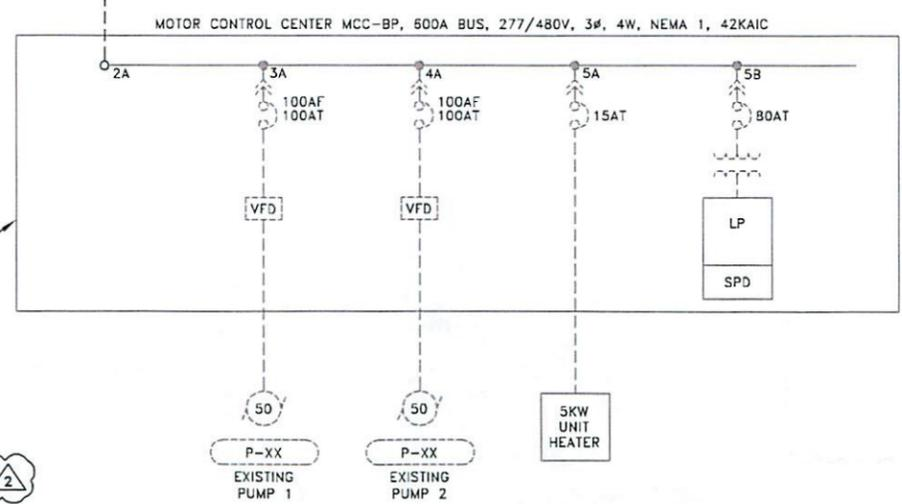 MOTOR CONTROL CENTER MCC-BP, 600A BUS, 277/480V, 3ø, 4W, NEMA 1, 42KAIC
2A
3A
4A
5A
5B
100AF
100AT
100AF
100AT
15AT
80AT
VFD
VFD
LP
SPD
50
50
5KW
UNIT
HEATER
P-XX
P-XX
EXISTING
PUMP 1
EXISTING
PUMP 2
2